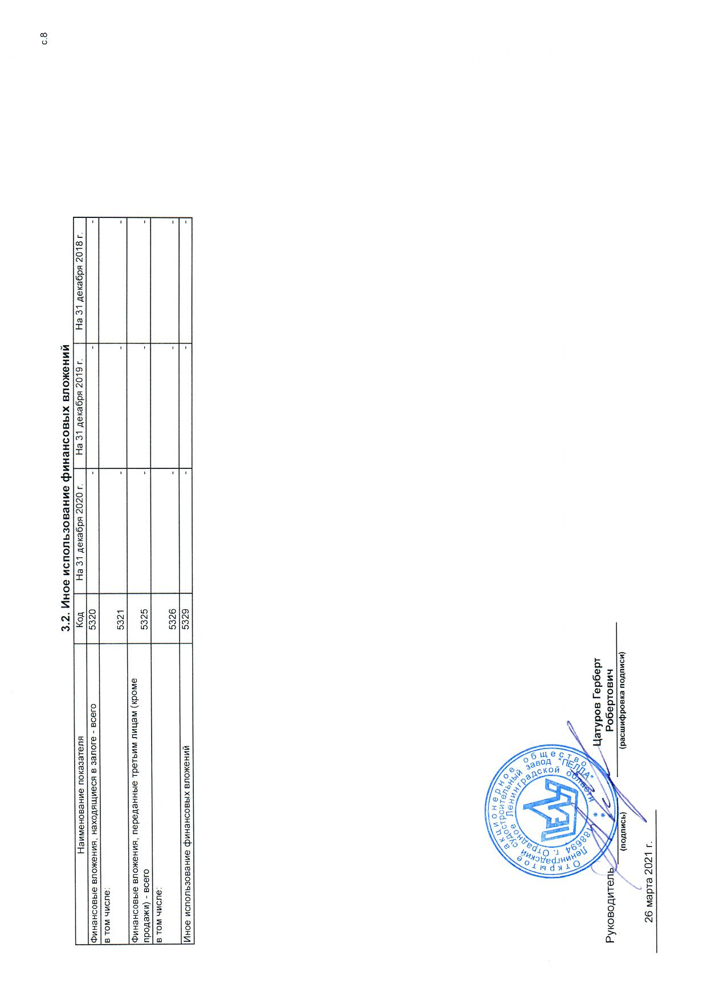 с.8
3.2. Иное использование финансовых вложений
Наименование показателя Код На 31 декабря 2020 г. На 31 декабря 2019 г. На 31 декабря 2018 г.
Финансовые вложения, находящиеся в залоге - всего 5320 - - -
в том числе:
5321 - - -
Финансовые вложения, переданные третьим лицам (кроме
продажи) - всего 5325 - - -
в том числе:
5326 - - -
Иное использование финансовых вложений 5329 - - -
Открытое акционерное общество
Ленинградский судостроительный завод "ПЕЛЛА"
188694 г. Отрадное Ленинградской области
ПЕЛЛА
Руководитель
Цатуров Герберт
Робертович
(подпись) (расшифровка подписи)
26 марта 2021 г.